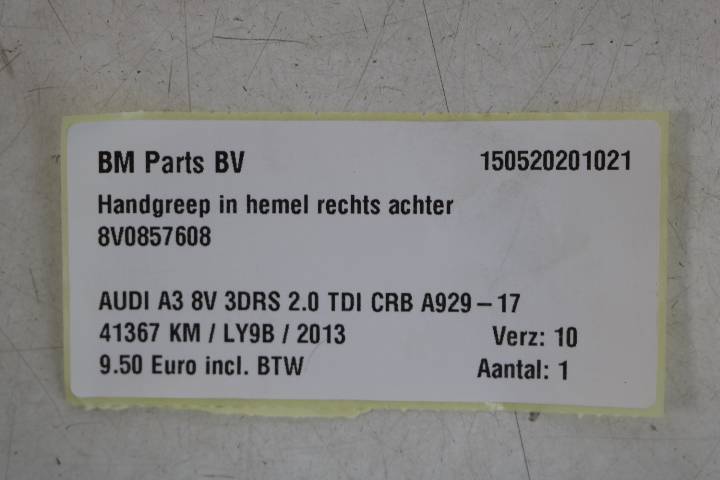 BM Parts BV 150520201021
Handgreep in hemel rechts achter
8V0857608
AUDI A3 8V 3DRS 2.0 TDI CRB A929-17
41367 KM / LY9B / 2013 Verz: 10
9.50 Euro incl. BTW Aantal: 1